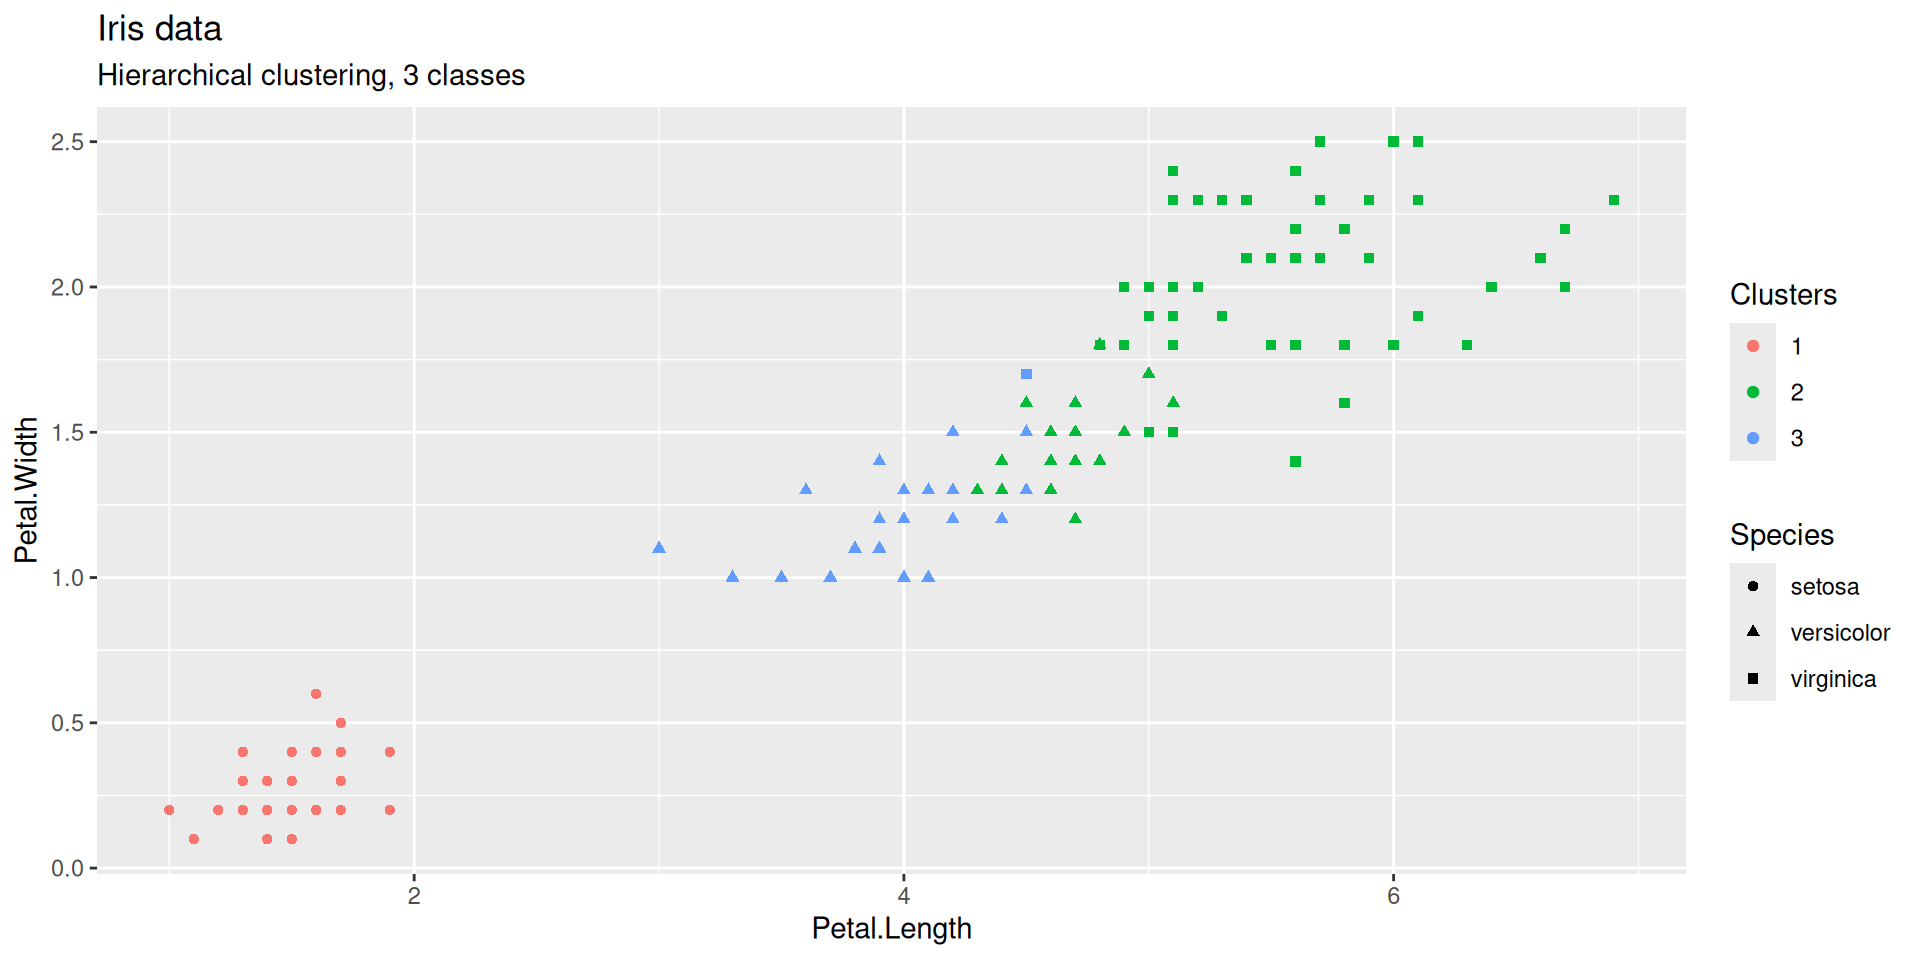 Iris data
Hierarchical clustering, 3 classes
2.5
2.0
1.5
1.0
0.5
0.0
Petal.Width
2
4
6
Petal.Length
Clusters
1
2
3
Species
setosa
versicolor
virginica